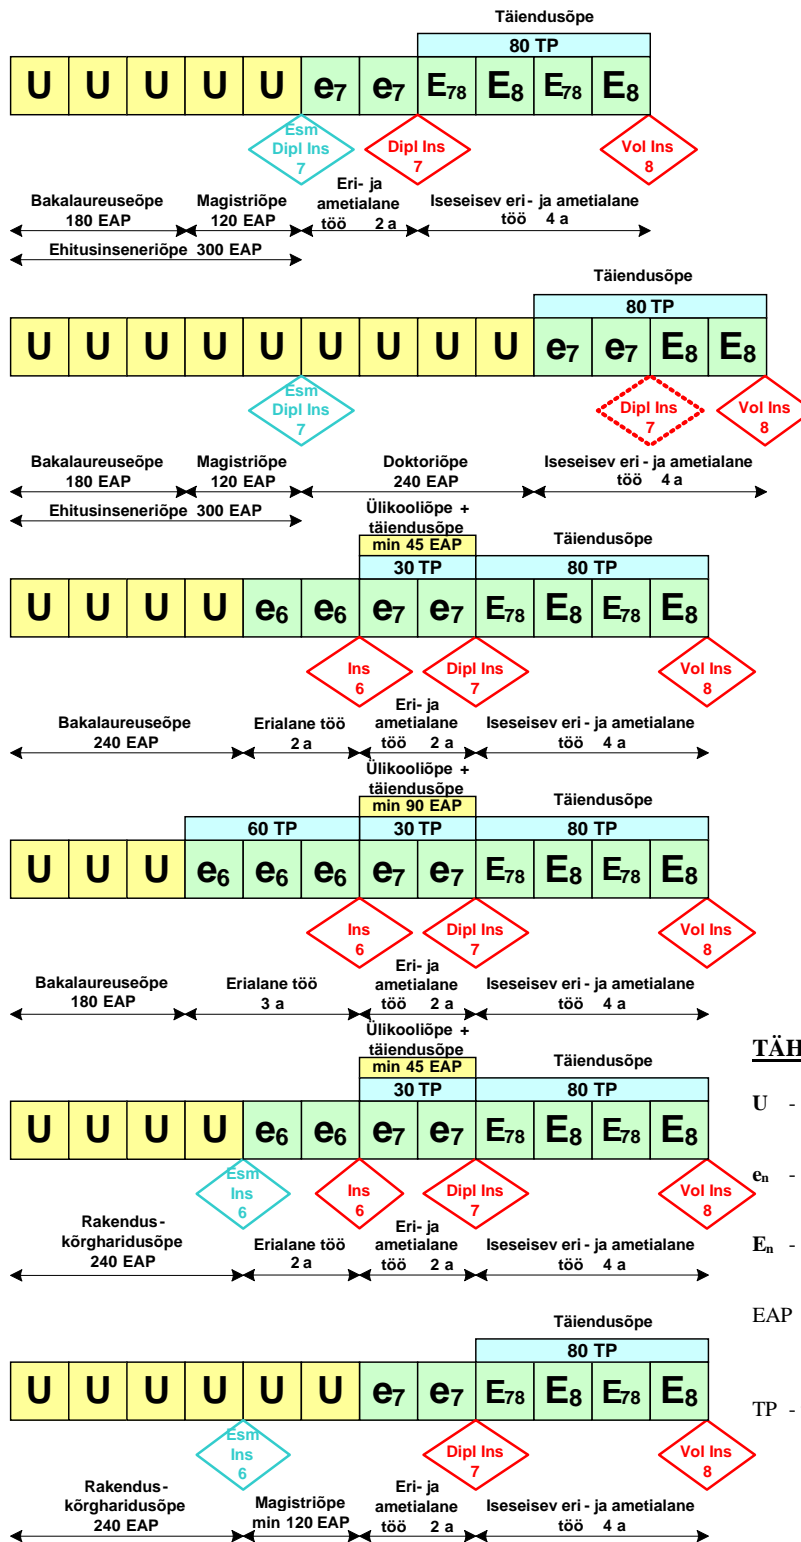 Täiendusõpe
80 TP
U U U U U e7 e7 E78 E8 E78 E8
Esm
Dipl Ins
7
Dipl Ins
7
Vol Ins
8
Bakalaureuseõpe
180 EAP
Magistriõpe
120 EAP
Eri- ja
ametialane
töö 2 a
Iseseisev eri - ja ametialane
töö 4 a
Ehitusinseneriõpe 300 EAP
Täiendusõpe
80 TP
U U U U U U U U U e7 e7 E8 E8
Esm
Dipl Ins
7
Dipl Ins
7
Vol Ins
8
Bakalaureuseõpe
180 EAP
Magistriõpe
120 EAP
Doktoriõpe
240 EAP
Iseseisev eri - ja ametialane
töö 4 a
Ehitusinseneriõpe 300 EAP
Ülikooliõpe +
täiendusõpe
min 45 EAP
30 TP
Täiendusõpe
80 TP
U U U U e6 e6 e7 e7 E78 E8 E78 E8
Ins
6
Dipl Ins
7
Vol Ins
8
Bakalaureuseõpe
240 EAP
Erialane töö
2 a
Eri- ja
ametialane
töö 2 a
Iseseisev eri - ja ametialane
töö 4 a
Ülikooliõpe +
täiendusõpe
min 90 EAP
Täiendusõpe
60 TP 30 TP 80 TP
U U U e6 e6 e6 e7 e7 E78 E8 E78 E8
Ins
6
Dipl Ins
7
Vol Ins
8
Bakalaureuseõpe
180 EAP
Erialane töö
3 a
Eri- ja
ametialane
töö 2 a
Iseseisev eri - ja ametialane
töö 4 a
Ülikooliõpe +
täiendusõpe
min 45 EAP
30 TP
Täiendusõpe
80 TP
U U U U e6 e6 e7 e7 E78 E8 E78 E8
Esm
Ins
6
Ins
6
Dipl Ins
7
Vol Ins
8
Rakendus-
kõrgharidusõpe
240 EAP
Erialane töö
2 a
Eri- ja
ametialane
töö 2 a
Iseseisev eri - ja ametialane
töö 4 a
Täiendusõpe
80 TP
U U U U U U e7 e7 E78 E8 E78 E8
Esm
Ins
6
Dipl Ins
7
Vol Ins
8
Rakendus-
kõrgharidusõpe
240 EAP
Magistriõpe
min 120 EAP
Eri- ja
ametialane
töö 2 a
Iseseisev eri - ja ametialane
töö 4 a
TÄH
U -
en -
En -
EAP
TP -